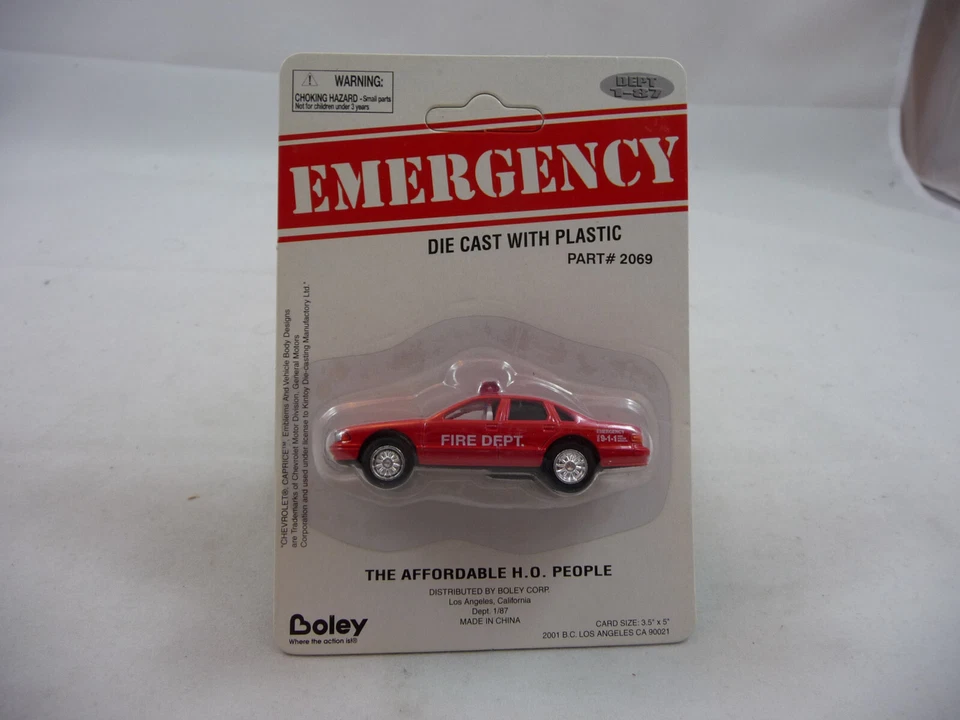 WARNING:
CHOKING HAZARD - Small parts
Not for children under 3 years
DEPT
1-87
EMERGENCY
DIE CAST WITH PLASTIC
PART# 2069
"CHEVROLET®, CAPRICE™, Emblems And Vehicle Body Designs
are Trademarks of Chevrolet Motor Division, General Motors
Corporation and used under license to Kintoy Die-casting Manufactory Ltd."
FIRE DEPT.
EMERGENCY
9-1-1
THE AFFORDABLE H.O. PEOPLE
DISTRIBUTED BY BOLEY CORP.
Los Angeles, California
Dept. 1/87
MADE IN CHINA
Boley
Where the action is!®
CARD SIZE: 3.5" x 5"
2001 B.C. LOS ANGELES CA 90021